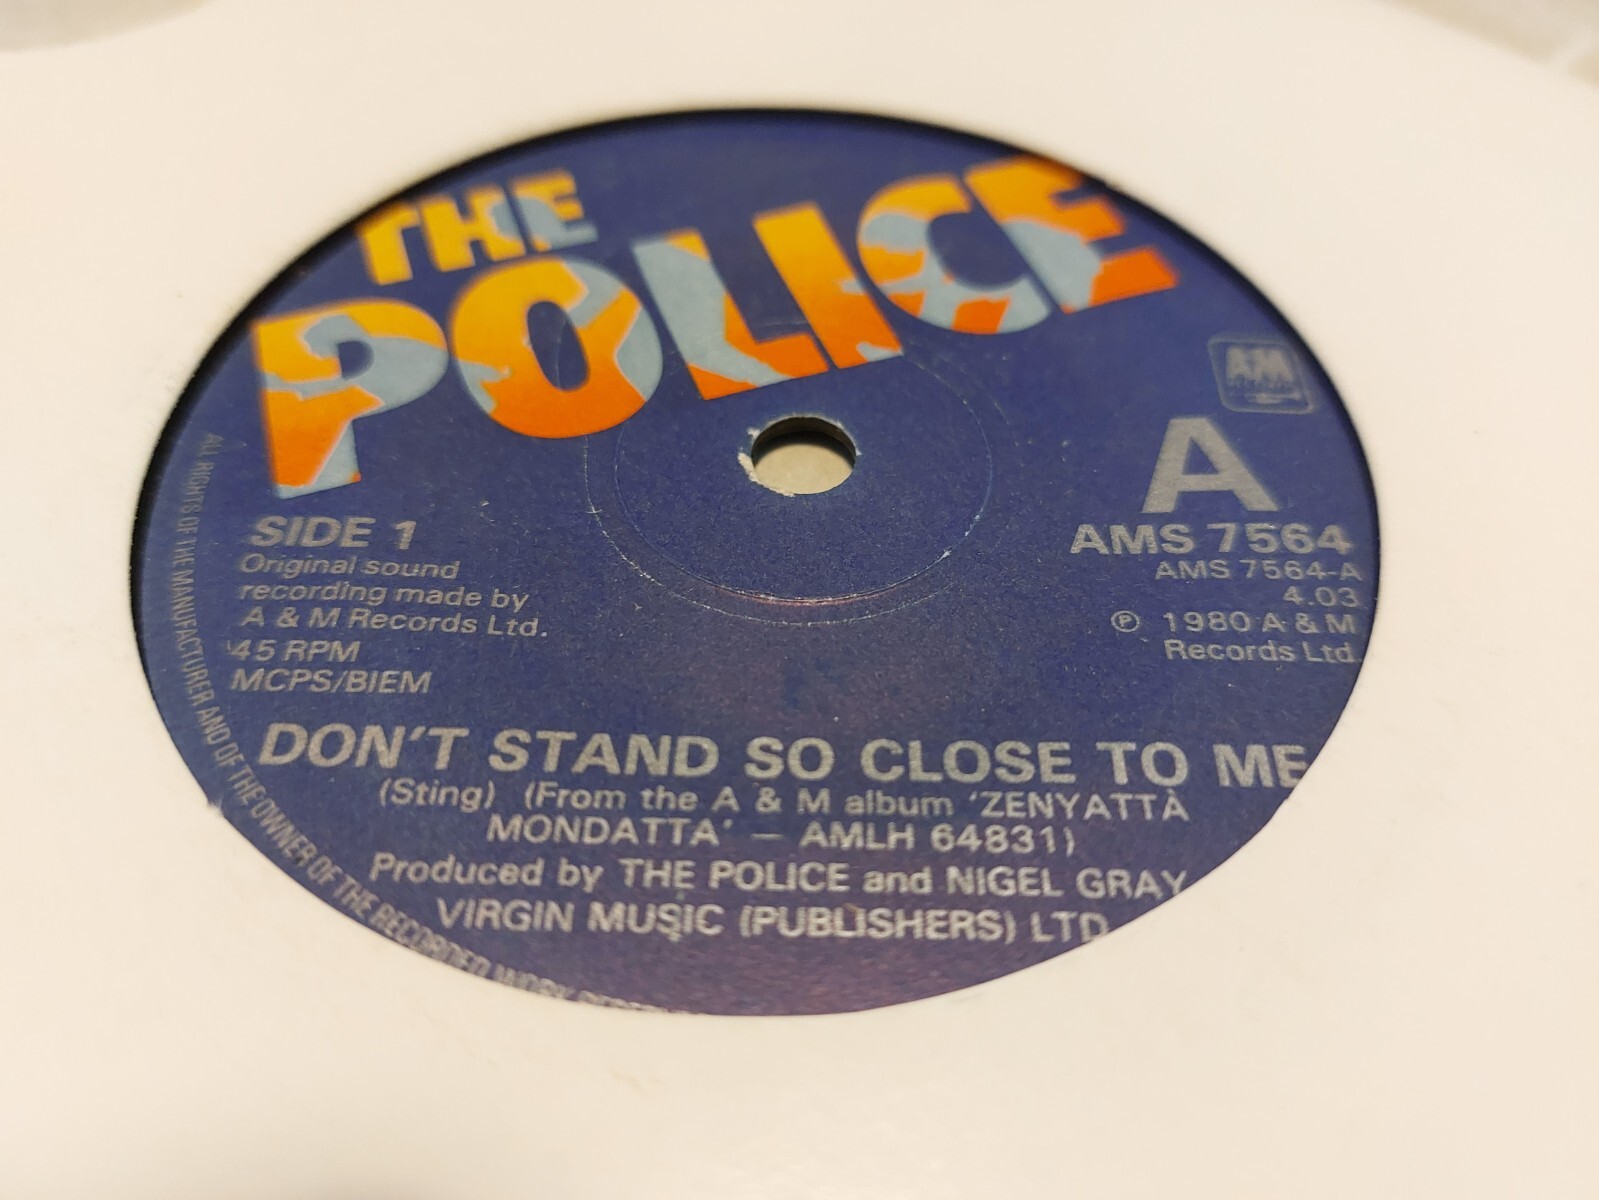 THE
POLICE
A&M
A
SIDE 1
Original sound
recording made by
A & M Records Ltd.
45 RPM
MCPS/BIEM
AMS 7564
AMS 7564-A
4.03
℗ 1980 A & M
Records Ltd.
DON'T STAND SO CLOSE TO ME
(Sting) (From the A & M album 'ZENYATTÀ
MONDATTA' — AMLH 64831)
Produced by THE POLICE and NIGEL GRAY
VIRGIN MUSIC (PUBLISHERS) LTD
ALL RIGHTS OF THE MANUFACTURER AND OF THE OWNER OF THE RECORDED WORK